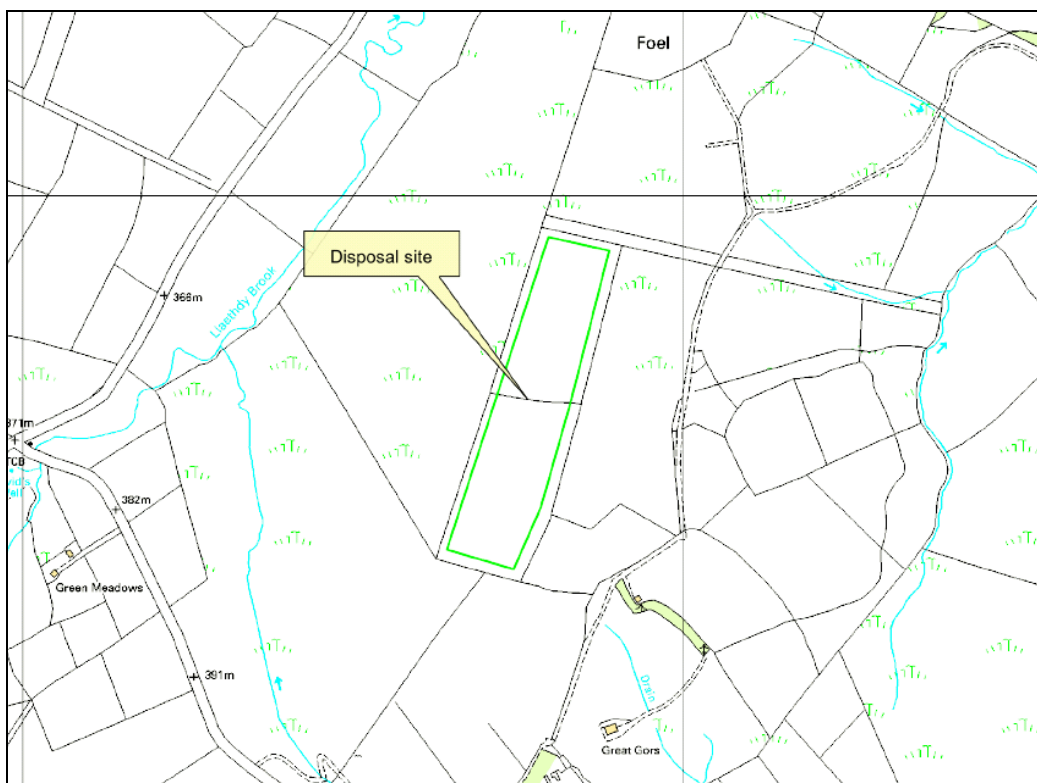 Foel
Disposal site
Llaethdy Brook
366m
371m
TCB
382m
Green Meadows
391m
Drain
Great Gors